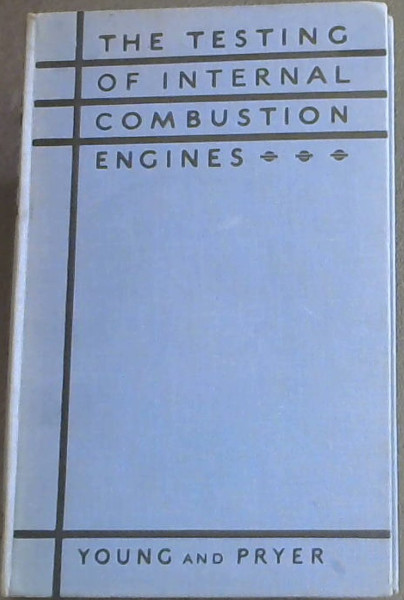 THE TESTING
OF INTERNAL
COMBUSTION
ENGINES
YOUNG AND PRYER